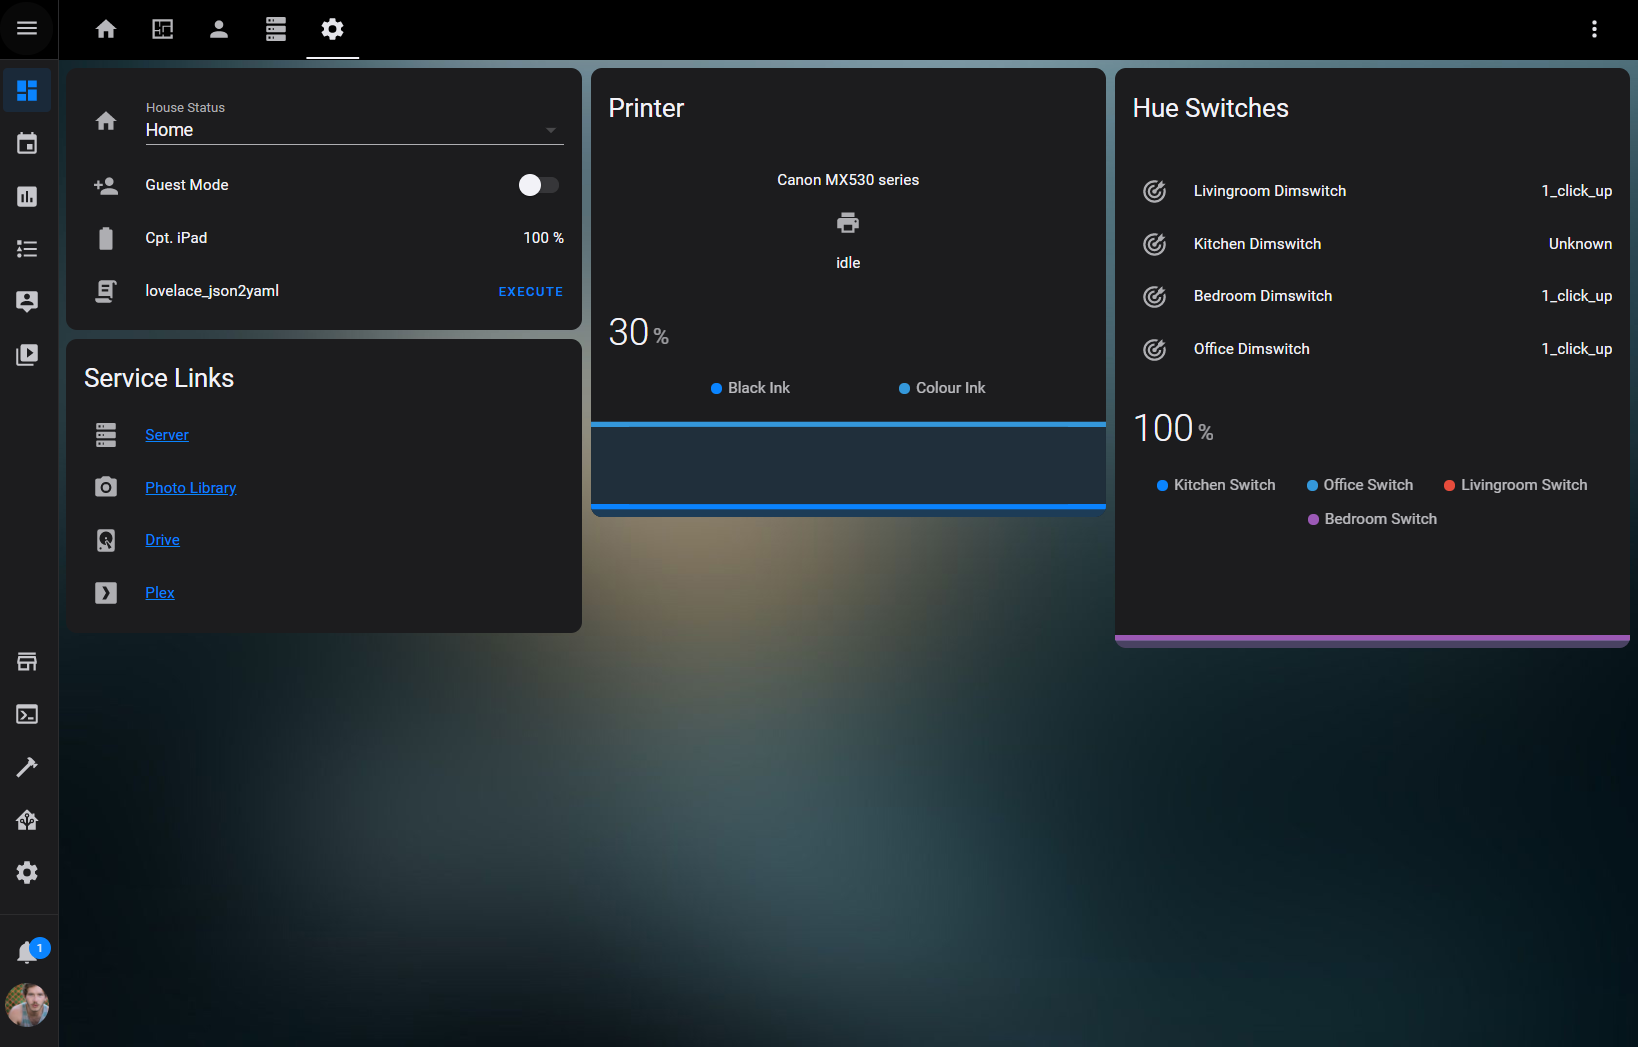 House Status
Home
Guest Mode
Cpt. iPad 100 %
lovelace_json2yaml EXECUTE
Service Links
Server
Photo Library
Drive
Plex
Printer
Canon MX530 series
idle
30 %
Black Ink Colour Ink
Hue Switches
Livingroom Dimswitch 1_click_up
Kitchen Dimswitch Unknown
Bedroom Dimswitch 1_click_up
Office Dimswitch 1_click_up
100 %
Kitchen Switch Office Switch Livingroom Switch
Bedroom Switch
1